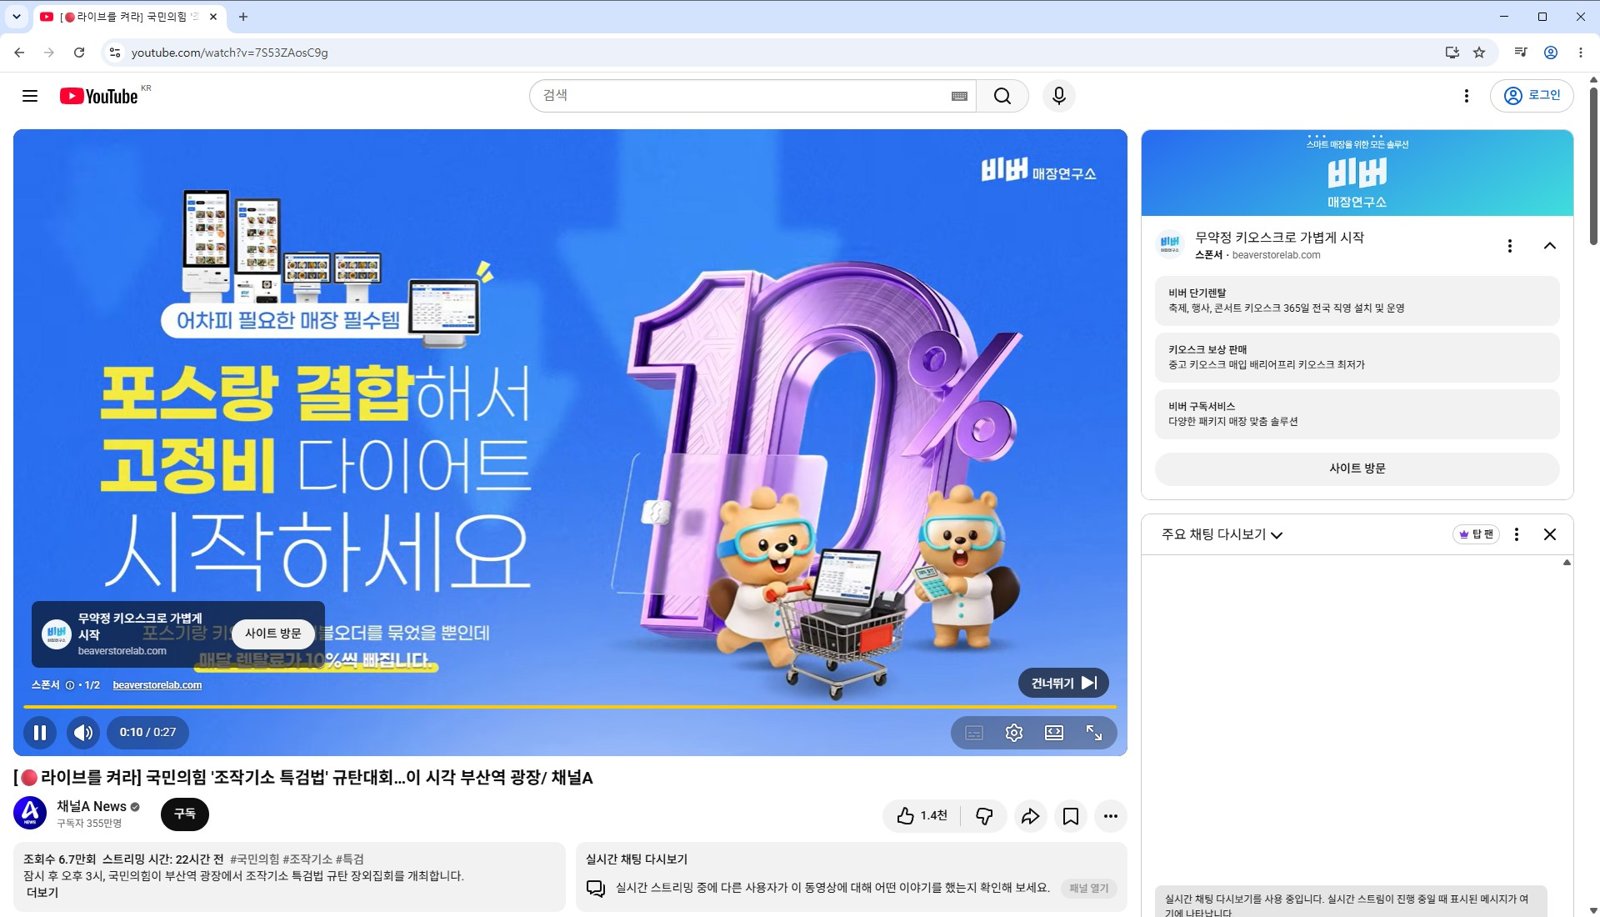 [🔴라이브를 켜라] 국민의힘
youtube.com/watch?v=7S53ZAosC9g
YouTube KR
검색
로그인
비버 매장연구소
어차피 필요한 매장 필수템
포스랑 결합해서
고정비 다이어트
시작하세요
10%
무약정 키오스크로 가볍게
시작
beaverstorelab.com
사이트 방문
포스기랑 키
블오더를 묶었을 뿐인데
매달 렌탈료가 10%씩 빠집니다.
스폰서 • 1/2 beaverstorelab.com
건너뛰기
0:10 / 0:27
[🔴라이브를 켜라] 국민의힘 '조작기소 특검법' 규탄대회...이 시각 부산역 광장/ 채널A
채널A News
구독자 355만명
구독
1.4천
조회수 6.7만회 스트리밍 시간: 22시간 전 #국민의힘 #조작기소 #특검
잠시 후 오후 3시, 국민의힘이 부산역 광장에서 조작기소 특검법 규탄 장외집회를 개최합니다.
더보기
실시간 채팅 다시보기
실시간 스트리밍 중에 다른 사용자가 이 동영상에 대해 어떤 이야기를 했는지 확인해 보세요.
패널 열기
스마트 매장을 위한 모든 솔루션
비버
매장연구소
무약정 키오스크로 가볍게 시작
스폰서 · beaverstorelab.com
비버 단기렌탈
축제, 행사, 콘서트 키오스크 365일 전국 직영 설치 및 운영
키오스크 보상 판매
중고 키오스크 매입 배리어프리 키오스크 최저가
비버 구독서비스
다양한 패키지 매장 맞춤 솔루션
사이트 방문
주요 채팅 다시보기
탑 팬
실시간 채팅 다시보기를 사용 중입니다. 실시간 스트림이 진행 중일 때 표시된 메시지가 여
기에 나타납니다